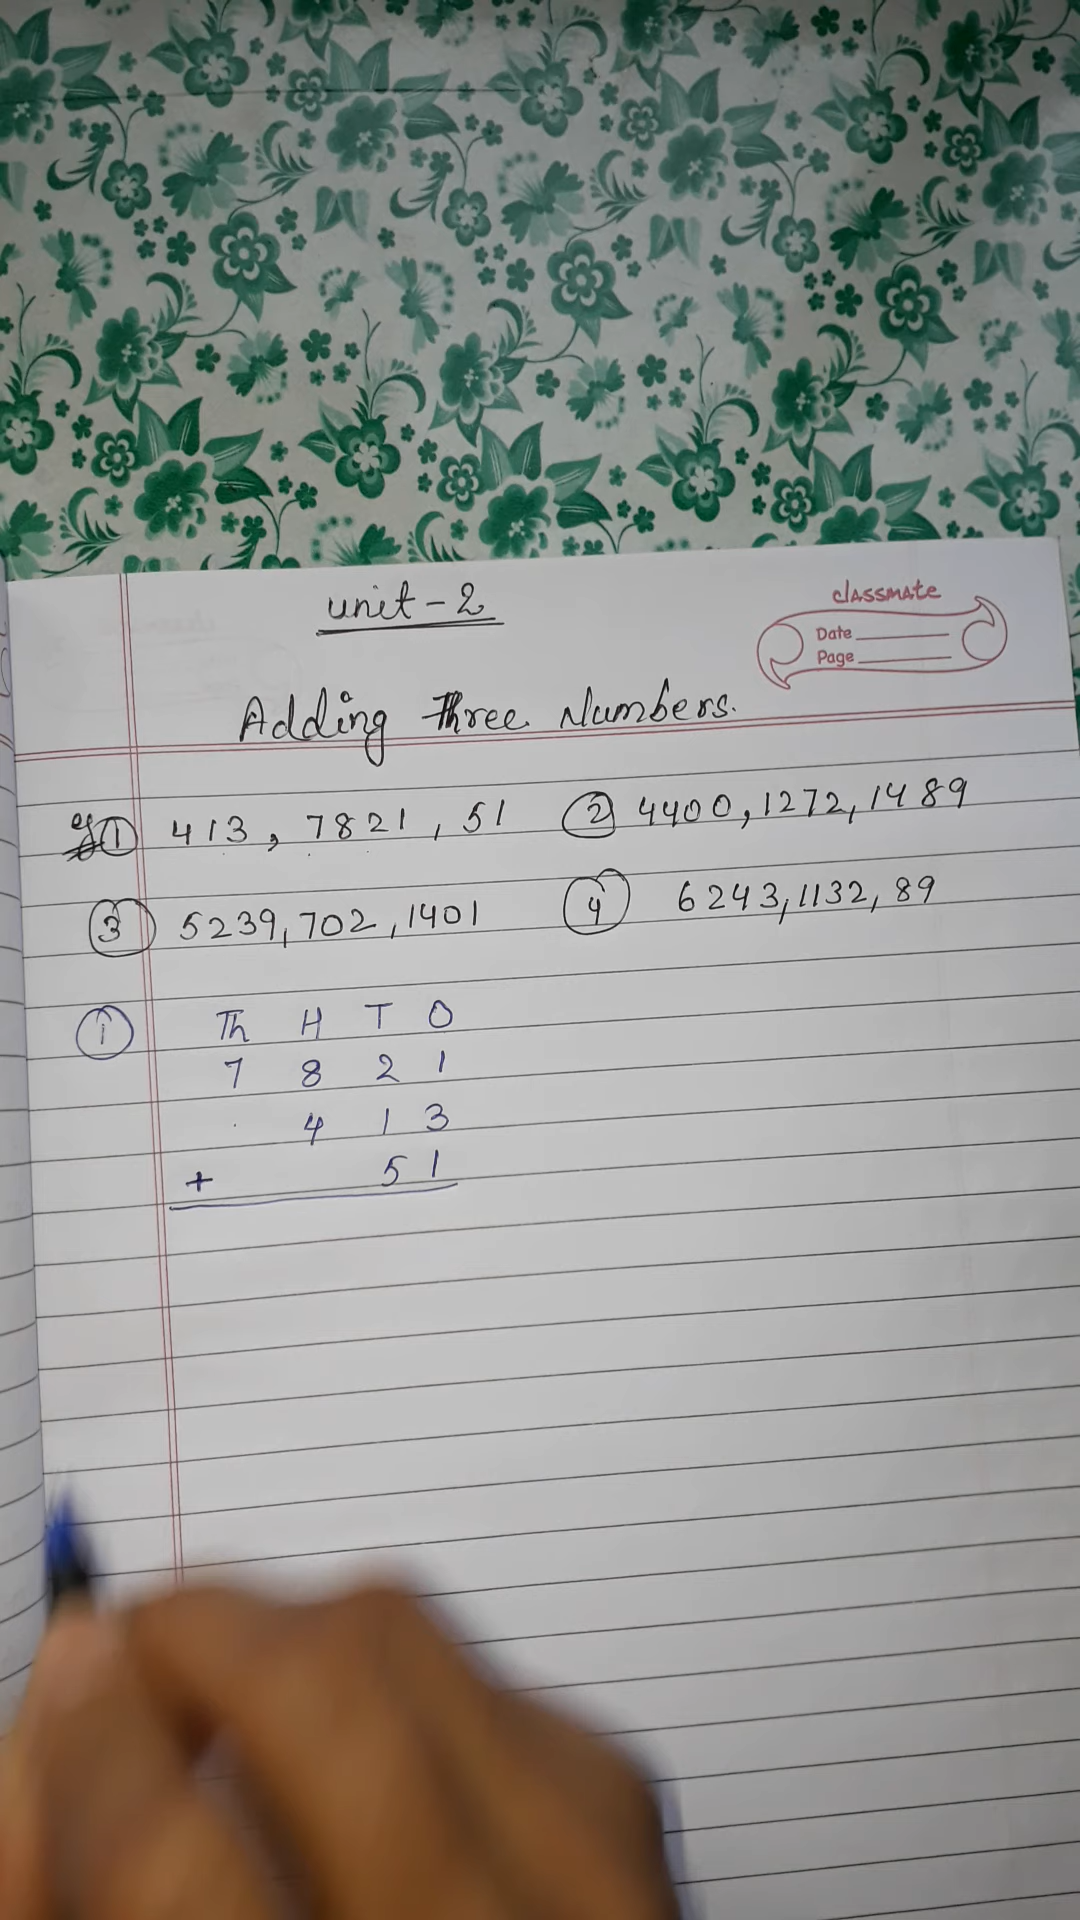 unit - 2
classmate
Date
Page
Adding Three Numbers.
① 413, 7821, 51 ② 4400, 1272, 1489
③ 5239, 702, 1401 ④ 6243, 1132, 89
① Th H T O
7 8 2 1
4 1 3
+ 5 1